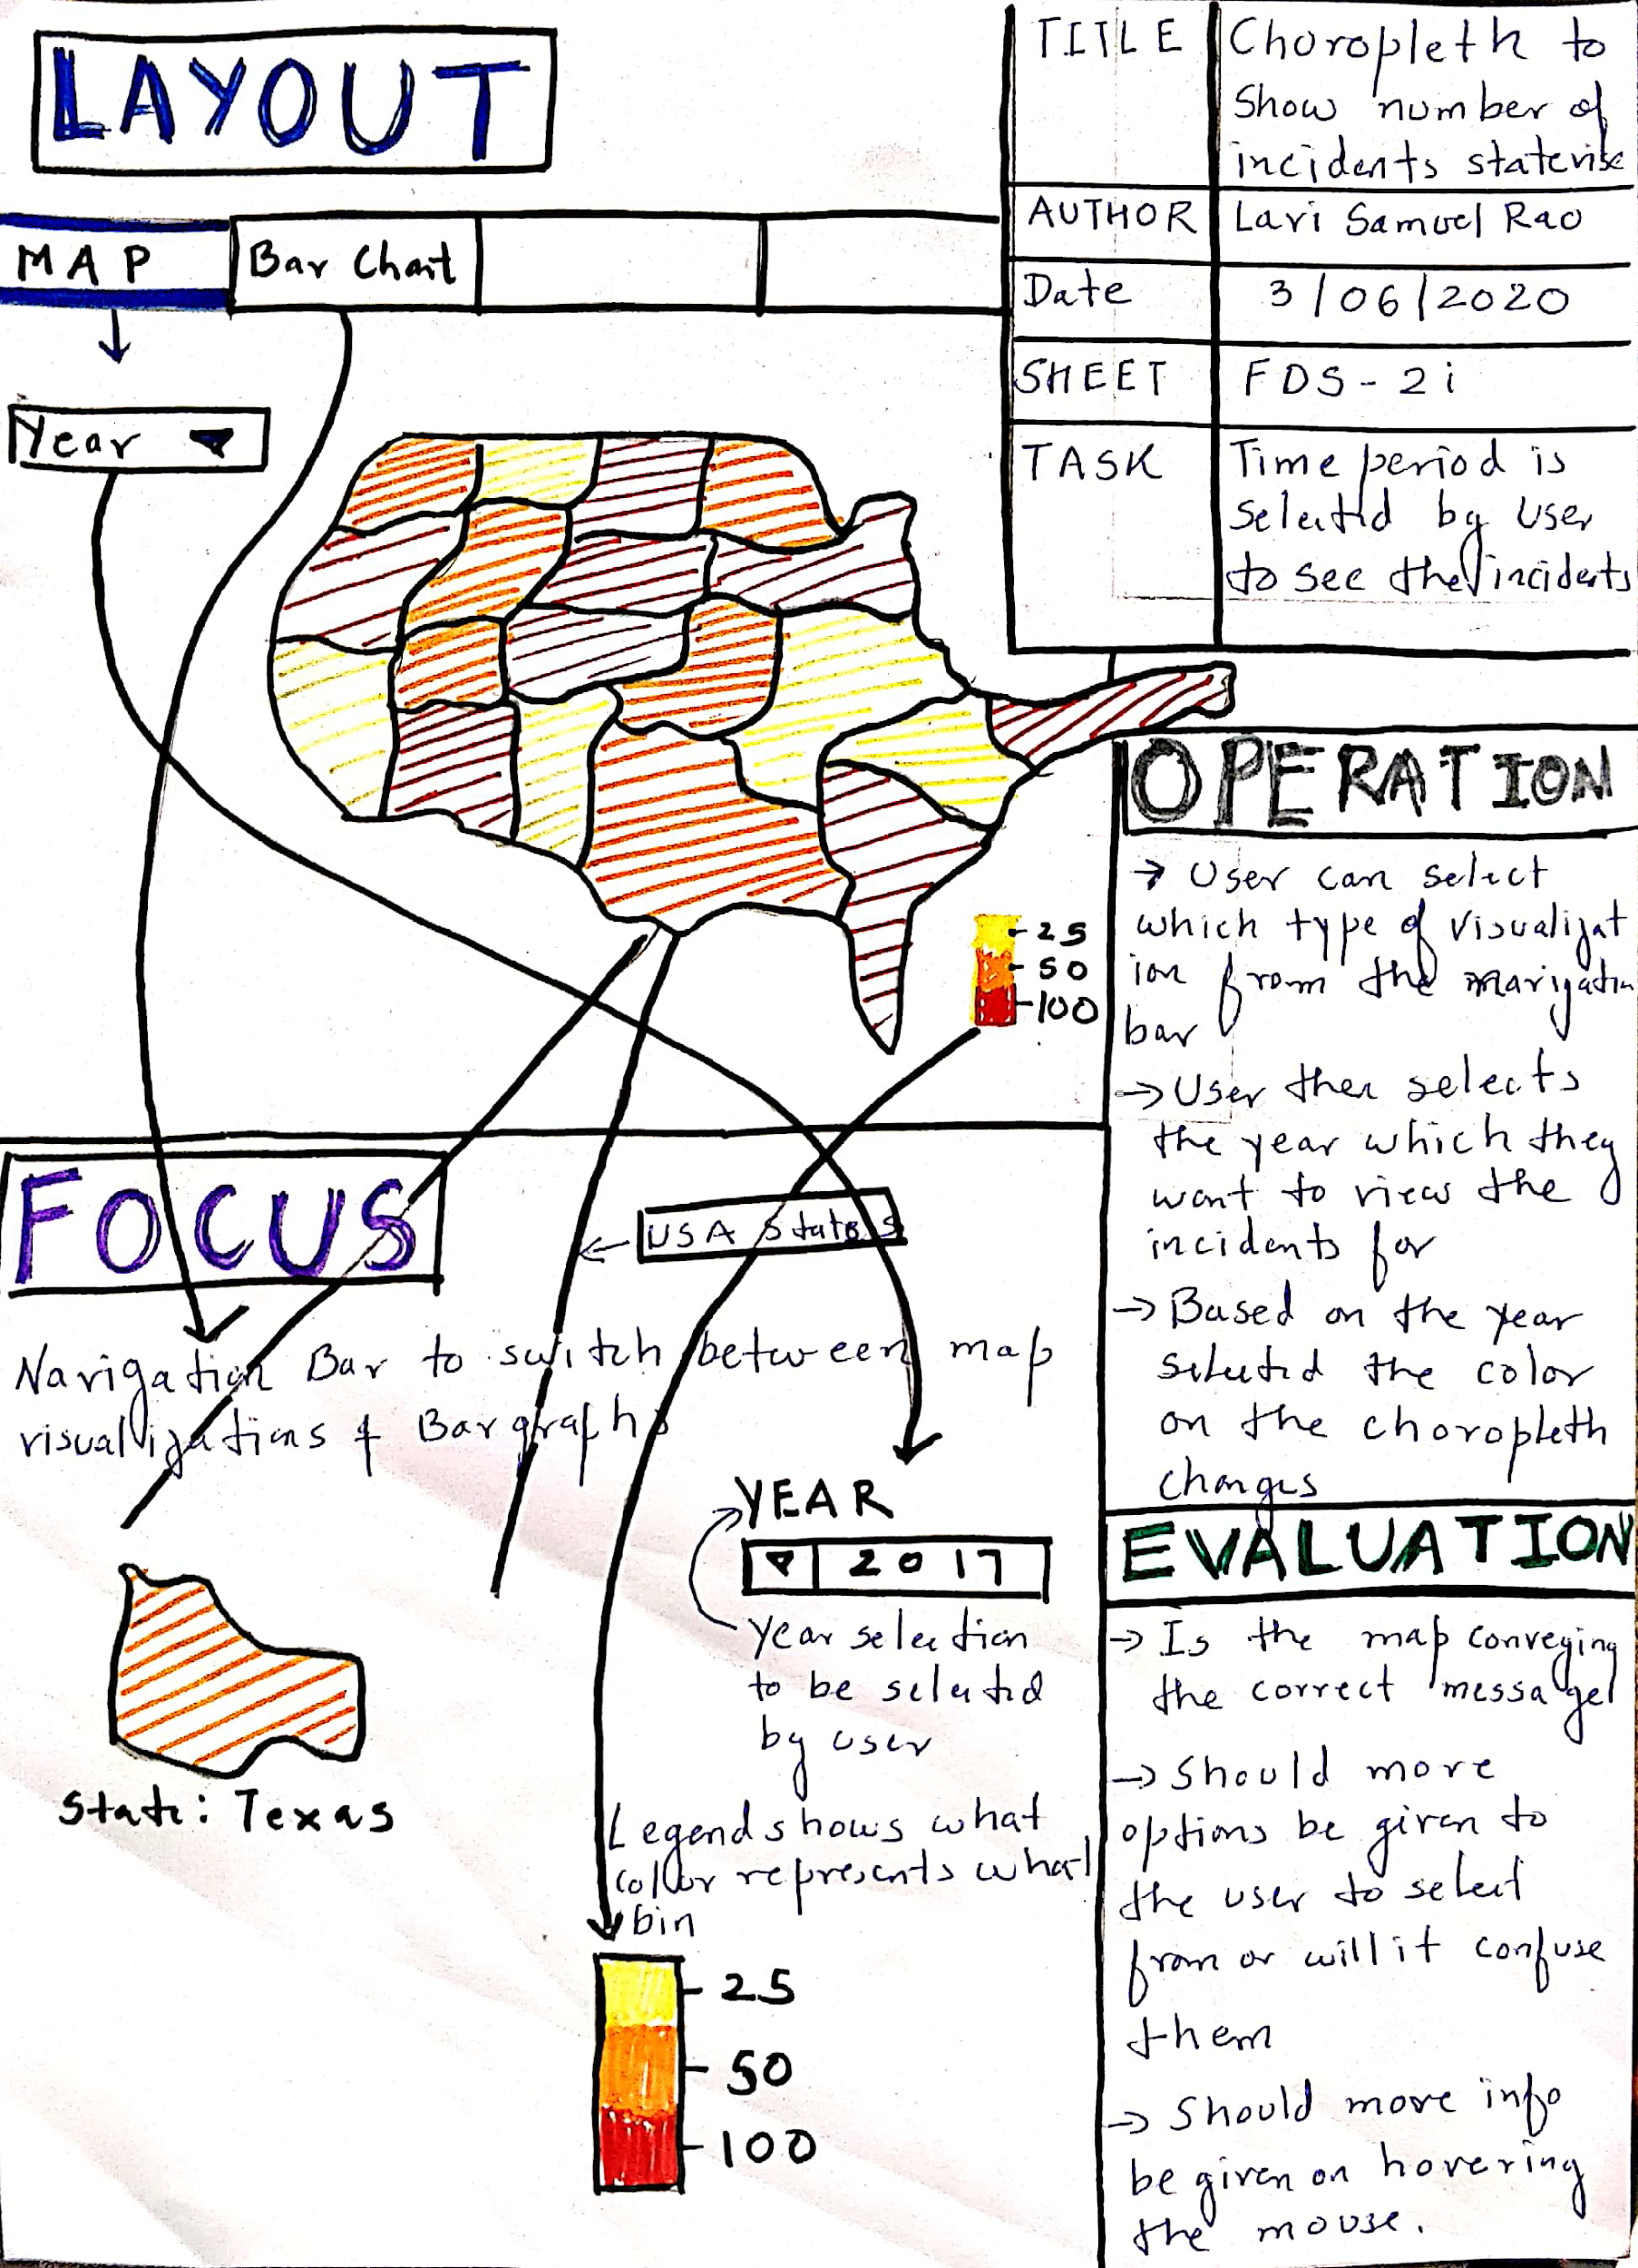 LAYOUT
MAP
Bar Chart
Year
25
50
100
TITLE
Choropleth to
Show number of
incidents statewise
AUTHOR
Lavi Samuel Rao
Date
3/06/2020
SHEET
FDS-2i
TASK
Time period is
selected by user
to see the incidents
OPERATION
→ User can select
which type of visualizat
ion from the navigation
bar
→ User then selects
the year which they
want to view the
incidents for
→ Based on the year
selected the color
on the choropleth
changes
FOCUS
USA States
Navigation Bar to switch between map
visualizations & Bar graphs
YEAR
2017
Year selection
to be selected
by user
State: Texas
Legend shows what
color represents what
bin
25
50
100
EVALUATION
→ Is the map conveying
the correct message
→ Should more
options be given to
the user to select
from or will it confuse
them
→ Should more info
be given on hovering
the mouse.